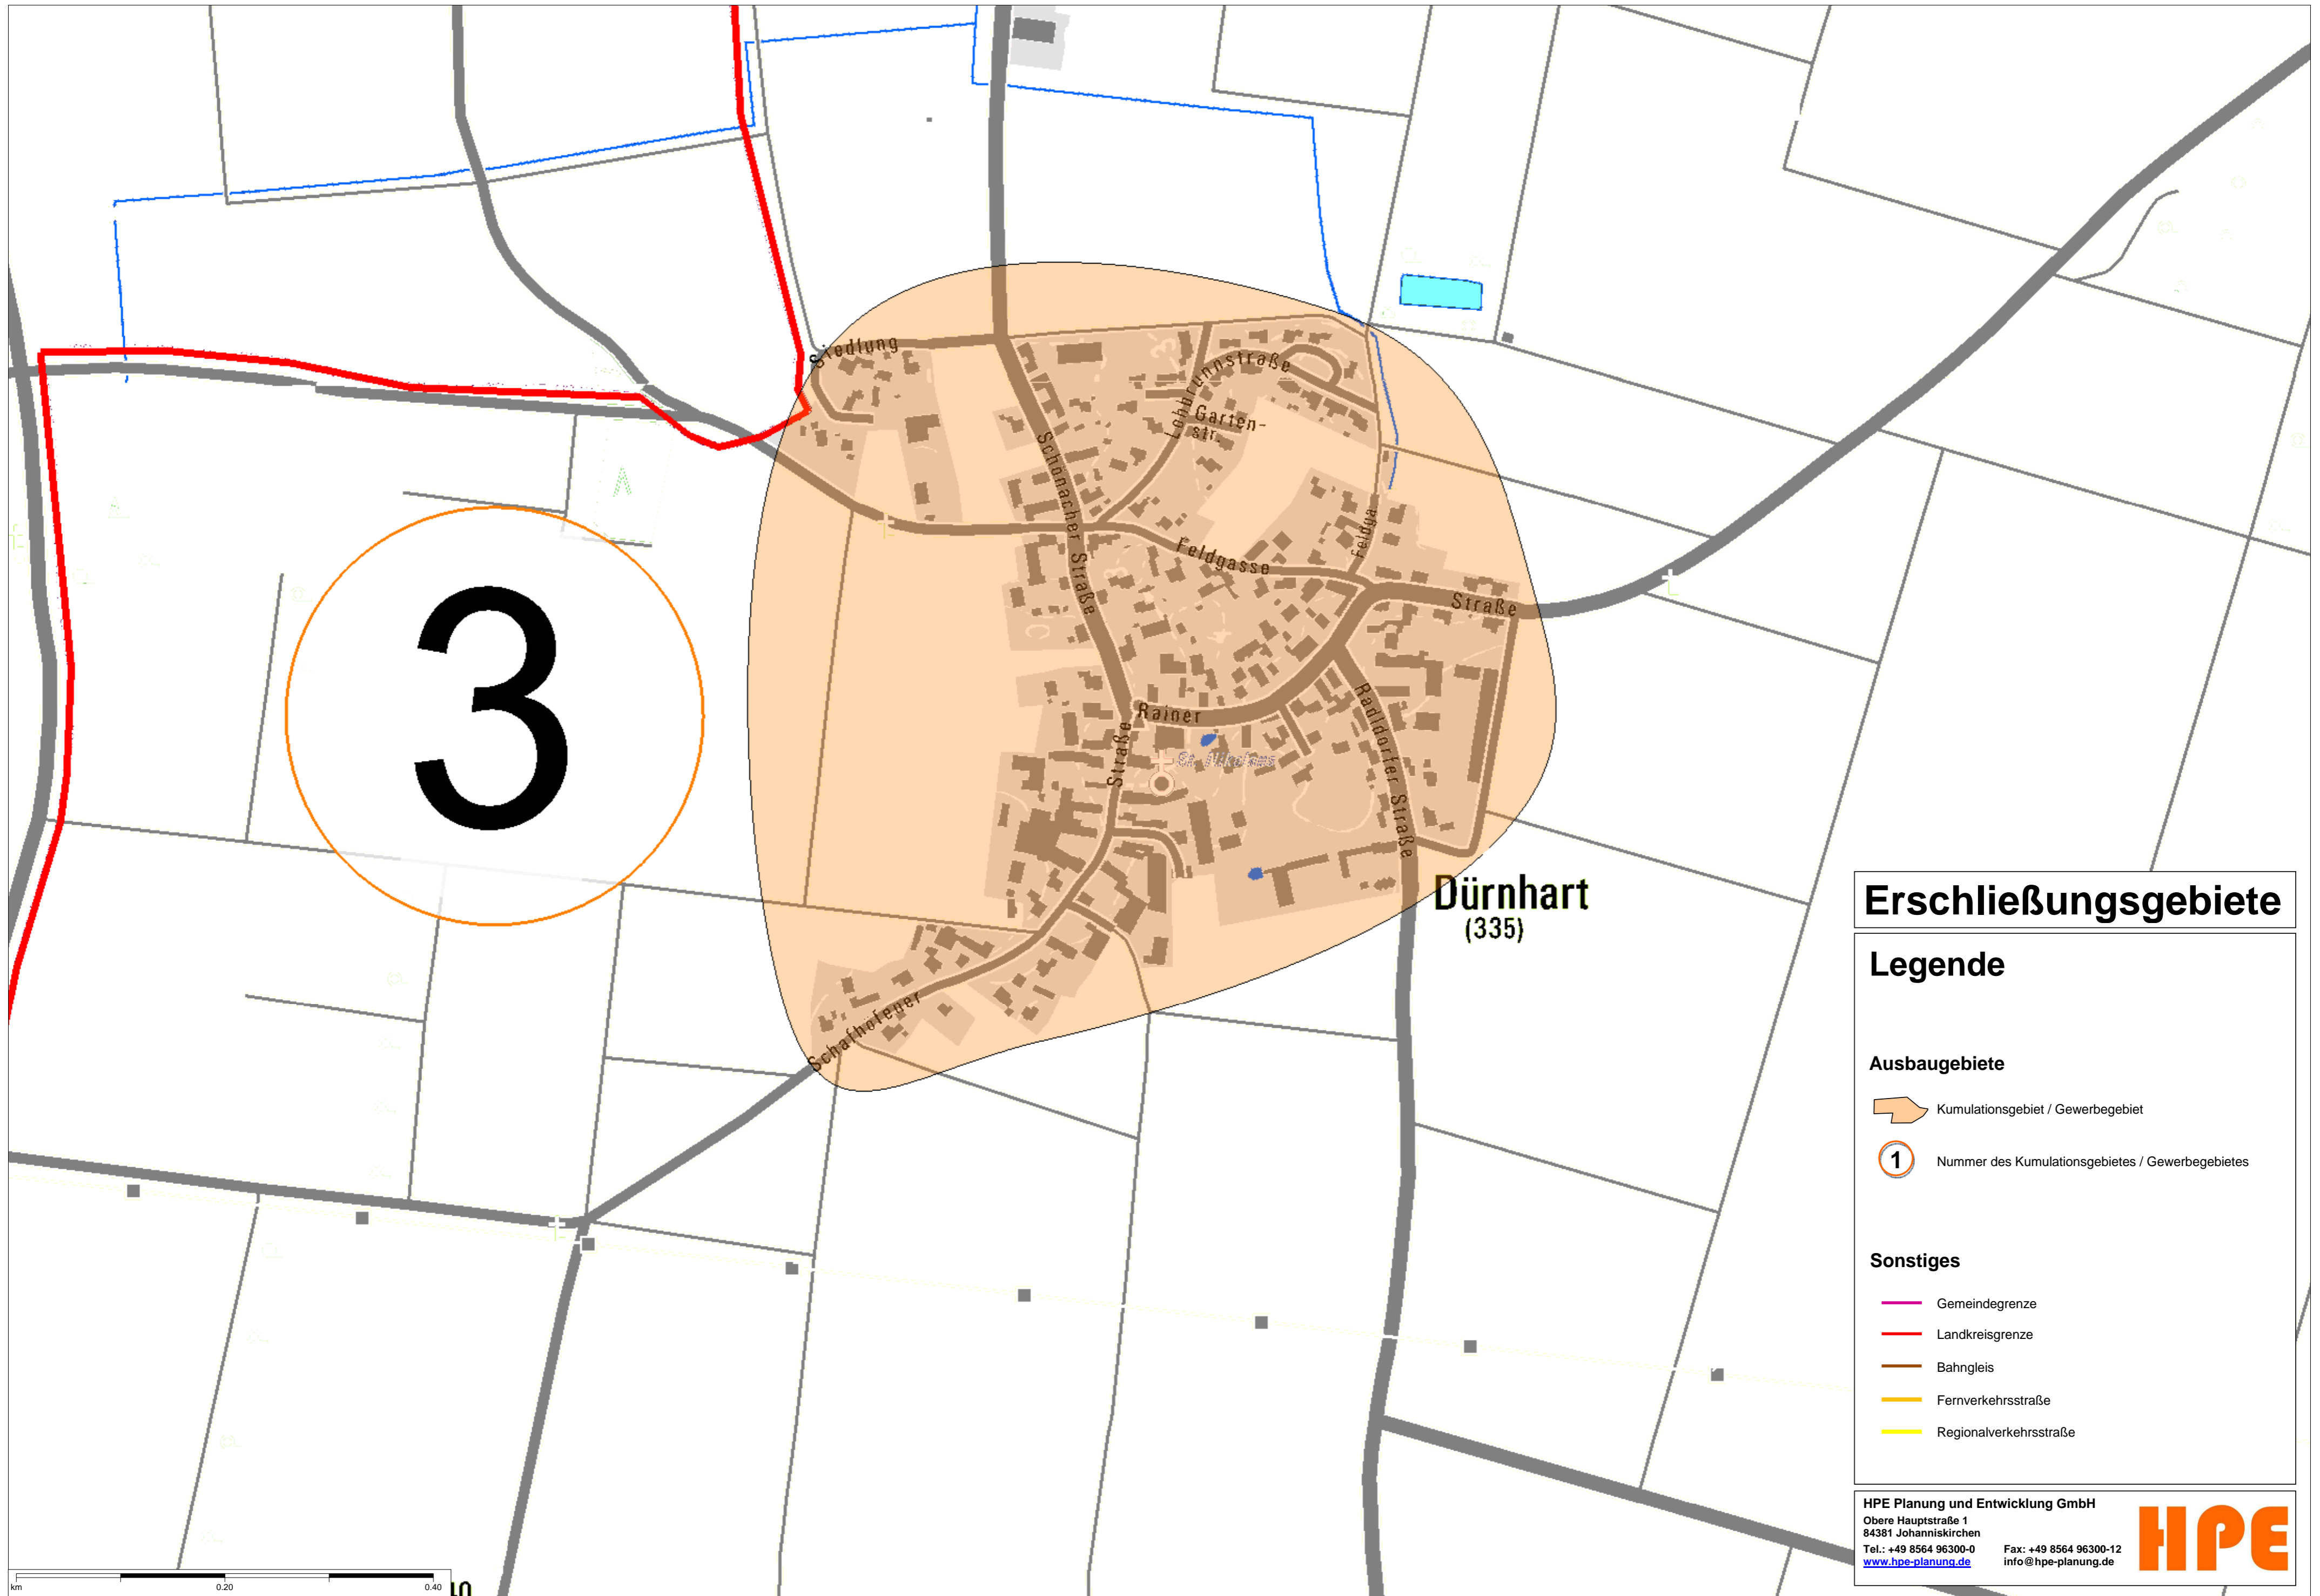 Siedlung
Lohbrunnstraße
Garten-
str.
Schönacher Straße
Feldgasse
Feldga
Straße
Rainer
Radldorfer Straße
Straße
St. Nikolaus
Schafhofener
3
Dürnhart
(335)
Erschließungsgebiete
Legende
Ausbaugebiete
Kumulationsgebiet / Gewerbegebiet
1
Nummer des Kumulationsgebietes / Gewerbegebietes
Sonstiges
Gemeindegrenze
Landkreisgrenze
Bahngleis
Fernverkehrsstraße
Regionalverkehrsstraße
HPE Planung und Entwicklung GmbH
Obere Hauptstraße 1
84381 Johanniskirchen
Tel.: +49 8564 96300-0 Fax: +49 8564 96300-12
www.hpe-planung.de info@hpe-planung.de
HPE
km 0.20 0.40